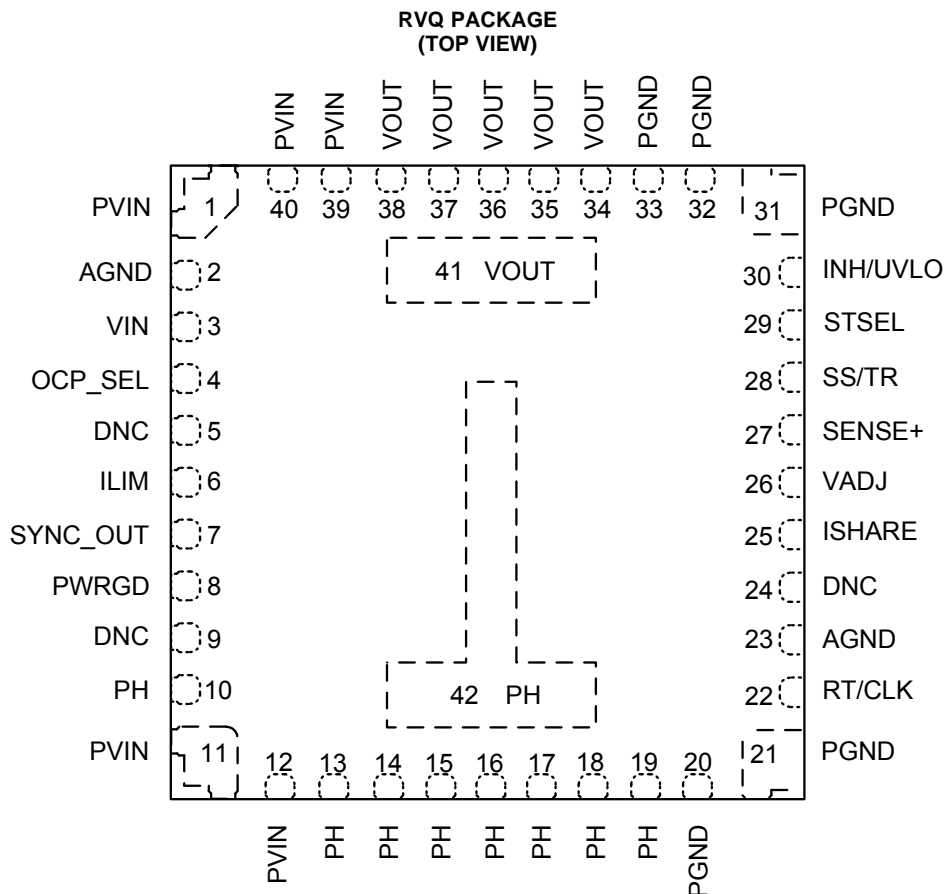 RVQ PACKAGE
(TOP VIEW)
PVIN PVIN VOUT VOUT VOUT VOUT VOUT PGND PGND
40 39 38 37 36 35 34 33 32
PVIN 1 31 PGND
AGND 2 30 INH/UVLO
41 VOUT
VIN 3 29 STSEL
OCP_SEL 4 28 SS/TR
DNC 5 27 SENSE+
ILIM 6 26 VADJ
SYNC_OUT 7 25 ISHARE
PWRGD 8 24 DNC
DNC 9 23 AGND
PH 10 22 RT/CLK
42 PH
PVIN 11 21 PGND
12 13 14 15 16 17 18 19 20
PVIN PH PH PH PH PH PH PH PGND